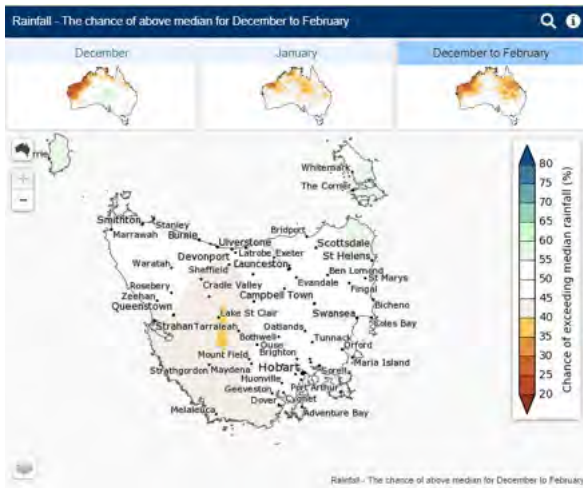 Rainfall - The chance of above median for December to February
December
January
December to February
rrie
Whitemark
The Corner
Smithton
Stanley
Marrawah
Burnie
Ulverstone
Bridport
Scottsdale
Devonport
Latrobe
Exeter
Launceston
St Helens
Waratah
Sheffield
Ben Lomond
St Marys
Rosebery
Cradle Valley
Evandale
Fingal
Zeehan
Campbell Town
Bicheno
Queenstown
Lake St Clair
Swansea
Coles Bay
Strahan
Tarraleah
Oatlands
Bothwell
Ouse
Tunnack
Orford
Mount Field
Brighton
Maria Island
Strathgordon
Maydena
Hobart
Sorell
Huonville
Port Arthur
Geeveston
Dover
Cygnet
Melaleuca
Adventure Bay
80
75
70
65
60
55
50
45
40
35
30
25
20
Chance of exceeding median rainfall (%)
Rainfall - The chance of above median for December to February